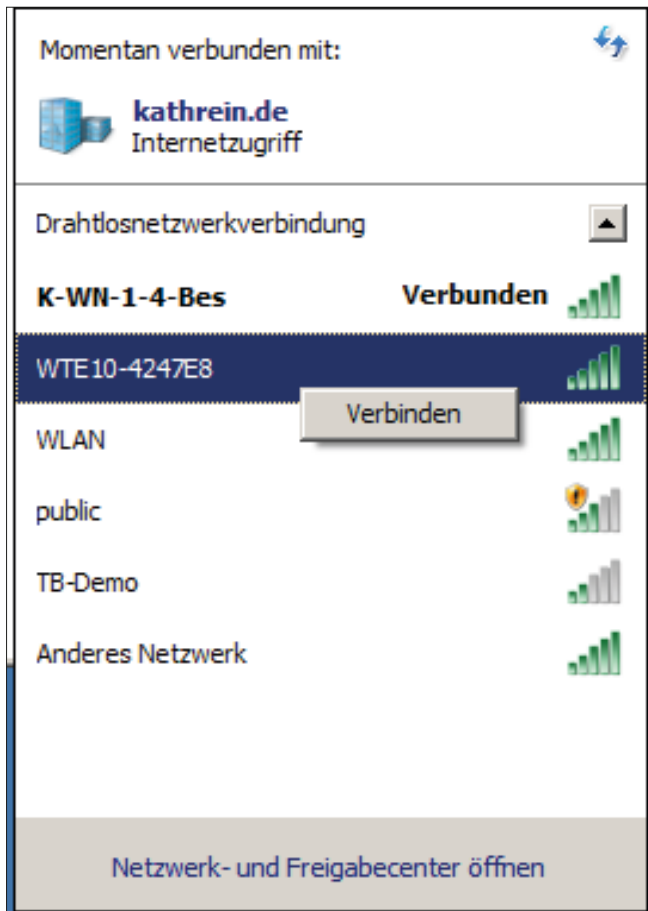 Momentan verbunden mit:
kathrein.de
Internetzugriff
Drahtlosnetzwerkverbindung
K-WN-1-4-Bes Verbunden
WTE10-4247E8
Verbinden
WLAN
public
TB-Demo
Anderes Netzwerk
Netzwerk- und Freigabecenter öffnen